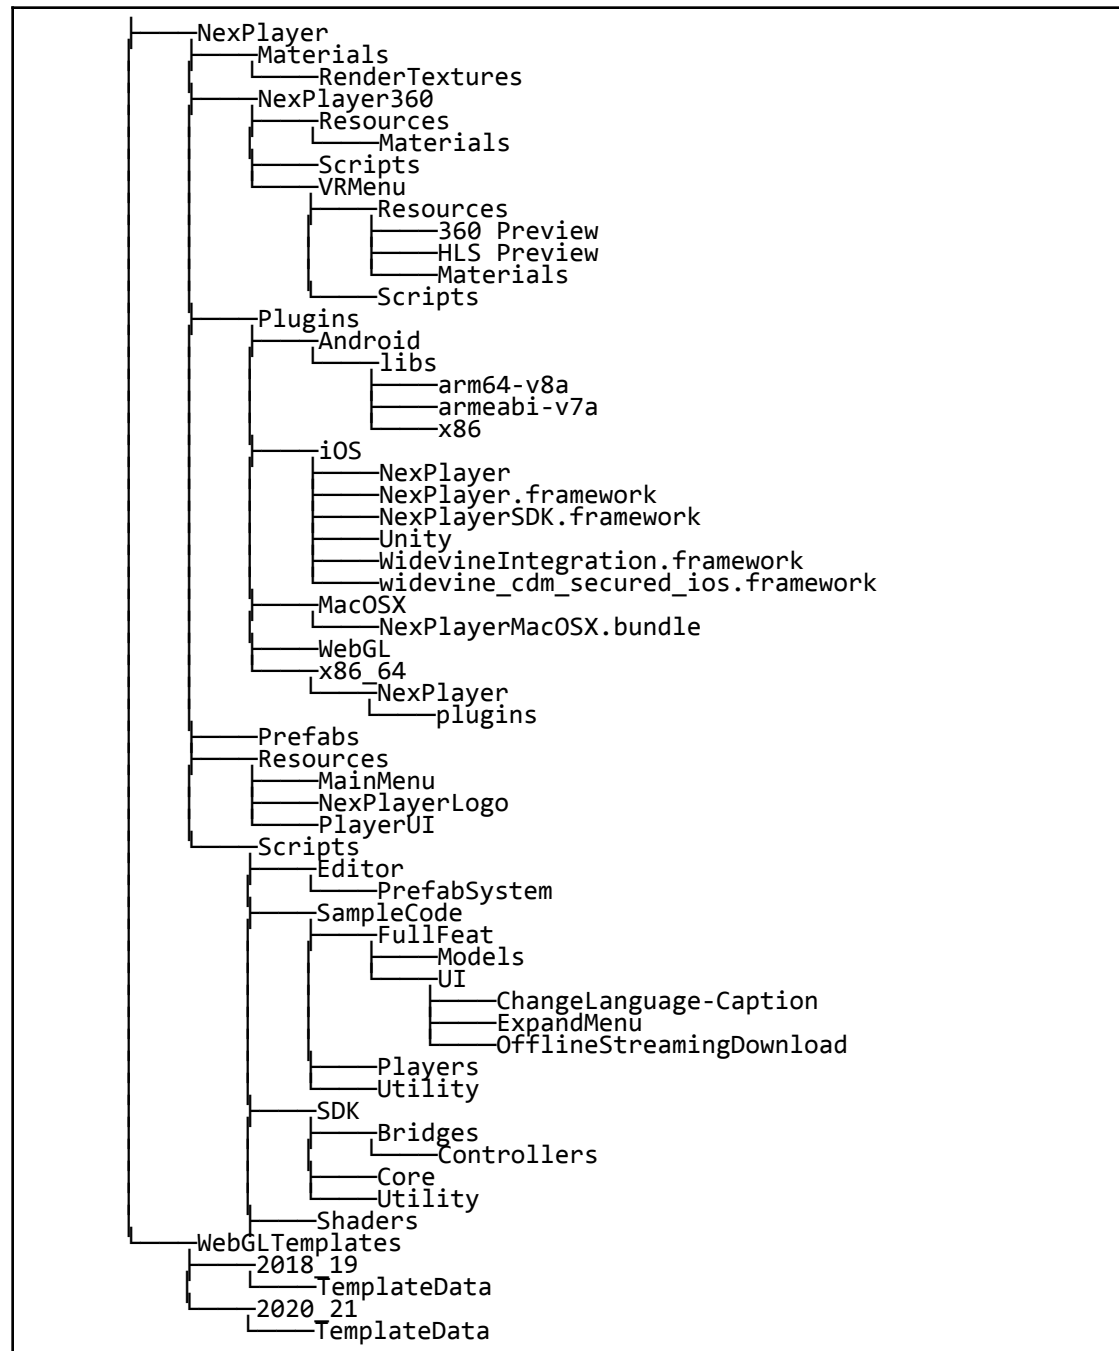 NexPlayer
Materials
RenderTextures
NexPlayer360
Resources
Materials
Scripts
VRMenu
Resources
360 Preview
HLS Preview
Materials
Scripts
Plugins
Android
libs
arm64-v8a
armeabi-v7a
x86
iOS
NexPlayer
NexPlayer.framework
NexPlayerSDK.framework
Unity
WidevineIntegration.framework
widevine_cdm_secured_ios.framework
MacOSX
NexPlayerMacOSX.bundle
WebGL
x86_64
NexPlayer
plugins
Prefabs
Resources
MainMenu
NexPlayerLogo
PlayerUI
Scripts
Editor
PrefabSystem
SampleCode
FullFeat
Models
UI
ChangeLanguage-Caption
ExpandMenu
OfflineStreamingDownload
Players
Utility
SDK
Bridges
Controllers
Core
Utility
Shaders
WebGLTemplates
2018_19
TemplateData
2020_21
TemplateData